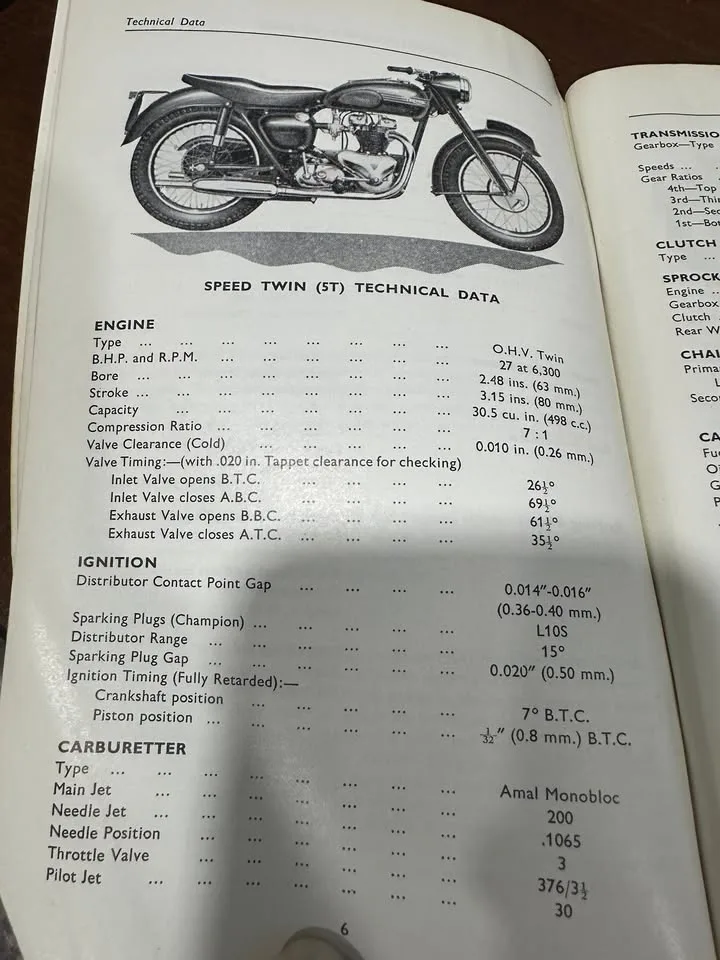 Technical Data
SPEED TWIN (5T) TECHNICAL DATA
ENGINE
Type ... ... ... ... ... ... ... O.H.V. Twin
B.H.P. and R.P.M. ... ... ... ... ... ... 27 at 6,300
Bore ... ... ... ... ... ... ... 2.48 ins. (63 mm.)
Stroke ... ... ... ... ... ... ... 3.15 ins. (80 mm.)
Capacity ... ... ... ... ... ... ... 30.5 cu. in. (498 c.c.)
Compression Ratio ... ... ... ... ... ... 7 : 1
Valve Clearance (Cold) ... ... ... ... ... 0.010 in. (0.26 mm.)
Valve Timing:—(with .020 in. Tappet clearance for checking)
Inlet Valve opens B.T.C. ... ... ... ... 26½°
Inlet Valve closes A.B.C. ... ... ... ... 69½°
Exhaust Valve opens B.B.C. ... ... ... ... 61½°
Exhaust Valve closes A.T.C. ... ... ... ... 35½°
IGNITION
Distributor Contact Point Gap ... ... ... ... 0.014″-0.016″
(0.36-0.40 mm.)
Sparking Plugs (Champion) ... ... ... ... ... L10S
Distributor Range ... ... ... ... ... ... 15°
Sparking Plug Gap ... ... ... ... ... ... 0.020″ (0.50 mm.)
Ignition Timing (Fully Retarded):—
Crankshaft position ... ... ... ... ... 7° B.T.C.
Piston position ... ... ... ... ... ... 1/32″ (0.8 mm.) B.T.C.
CARBURETTER
Type ... ... ... ... ... ... ... ... Amal Monobloc
Main Jet ... ... ... ... ... ... ... 200
Needle Jet ... ... ... ... ... ... ... .1065
Needle Position ... ... ... ... ... ... 3
Throttle Valve ... ... ... ... ... ... 376/3½
Pilot Jet ... ... ... ... ... ... ... 30
6
TRANSMISSIO
Gearbox—Type
Speeds ...
Gear Ratios
4th—Top
3rd—Thi
2nd—Sec
1st—Bo
CLUTCH
Type ...
SPROCK
Engine ..
Gearbox
Clutch
Rear W
CHAI
Prima
L
Seco
CA
Fu
O
G
P